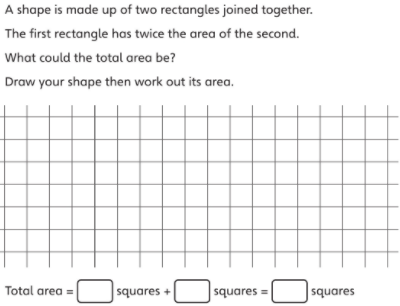 A shape is made up of two rectangles joined together.
The first rectangle has twice the area of the second.
What could the total area be?
Draw your shape then work out its area.
Total area = squares + squares = squares